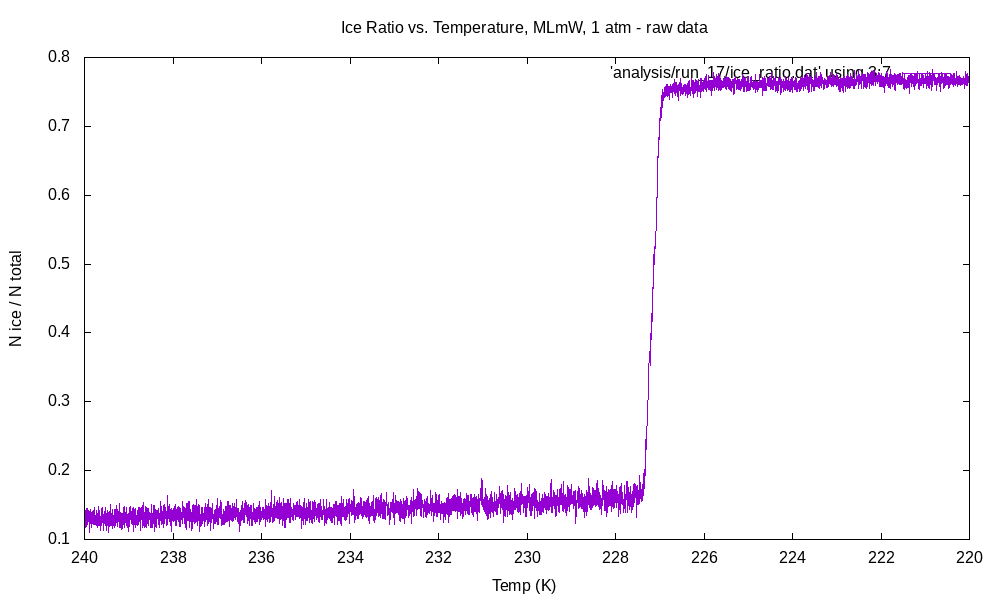 Ice Ratio vs. Temperature, MLmW, 1 atm - raw data
'analysis/run_17/ice_ratio.dat' using 3:7
0.8
0.7
0.6
0.5
0.4
0.3
0.2
0.1
N ice / N total
240 238 236 234 232 230 228 226 224 222 220
Temp (K)